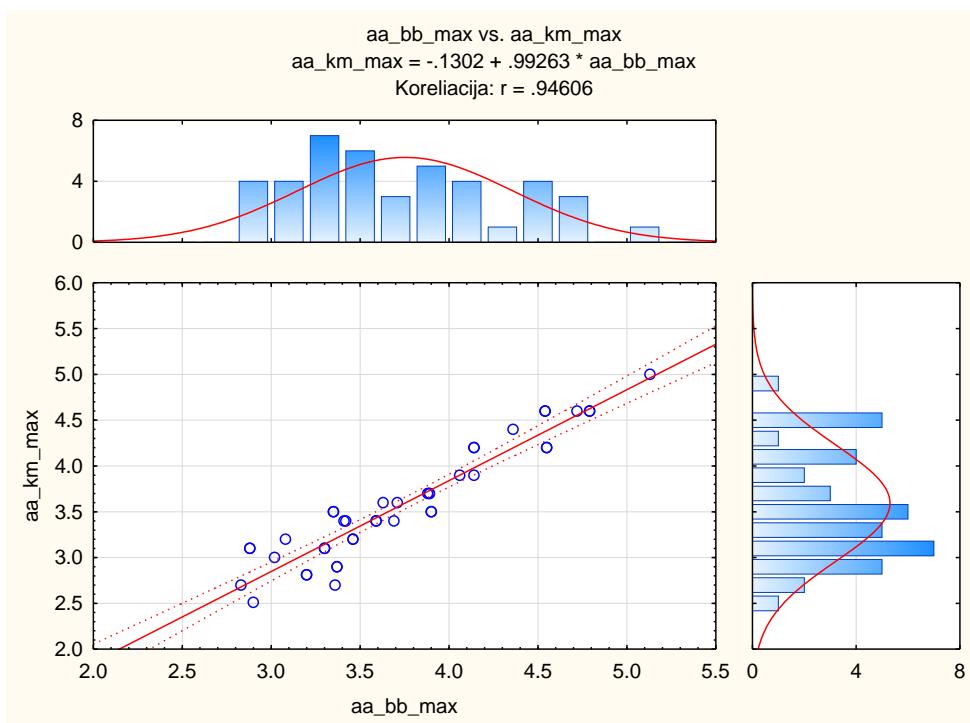 aa_bb_max vs. aa_km_max
aa_km_max = -.1302 + .99263 * aa_bb_max
Koreliacija: r = .94606
8
4
0
6.0
5.5
5.0
4.5
4.0
3.5
3.0
2.5
2.0
aa_km_max
2.0 2.5 3.0 3.5 4.0 4.5 5.0 5.5
aa_bb_max
0 4 8